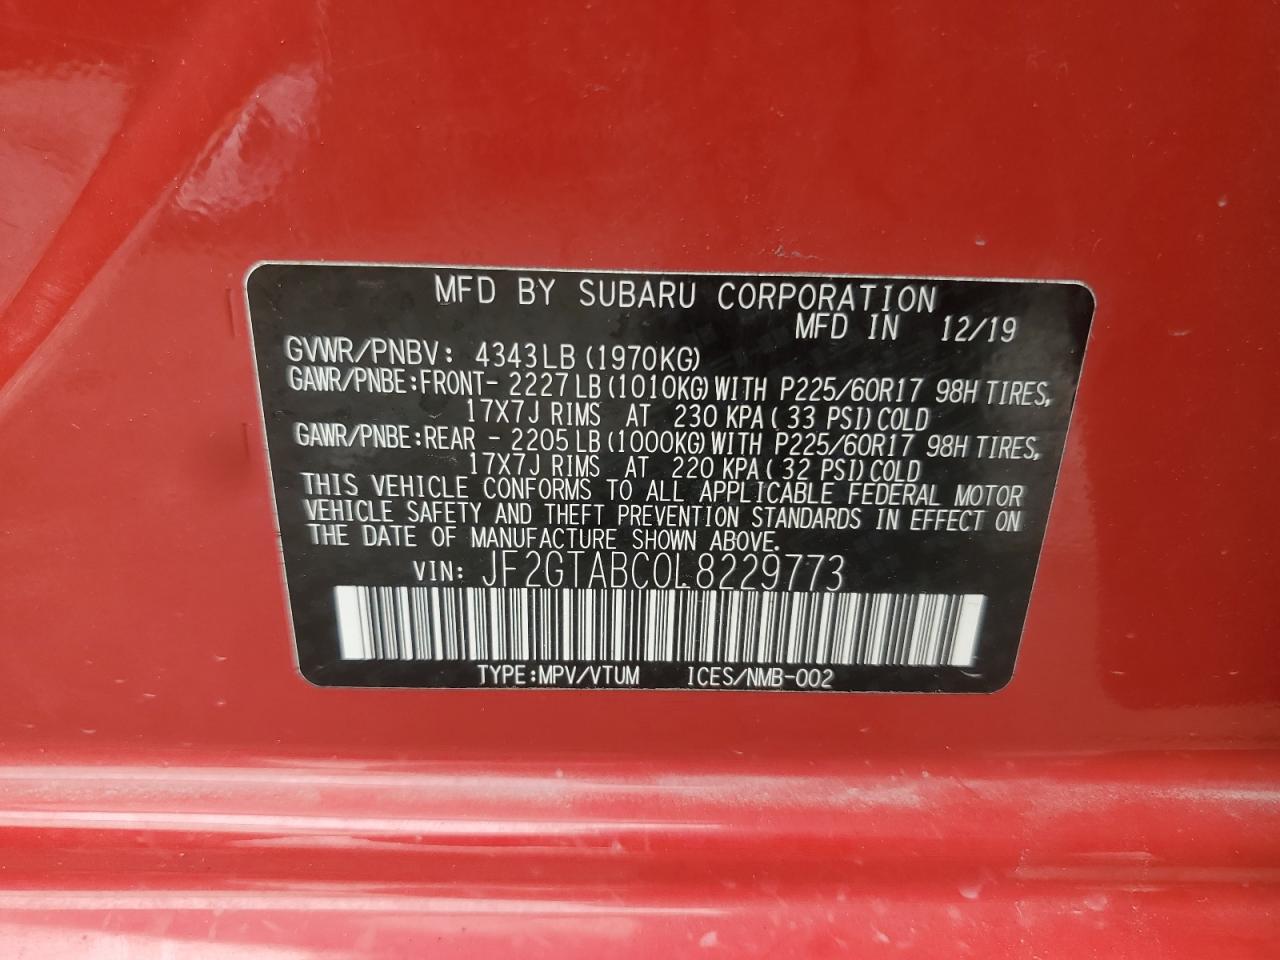 MFD BY SUBARU CORPORATION
MFD IN 12/19
GVWR/PNBV: 4343LB (1970KG)
GAWR/PNBE:FRONT- 2227LB(1010KG)WITH P225/60R17 98H TIRES,
17X7J RIMS AT 230 KPA(33 PSI)COLD
GAWR/PNBE:REAR - 2205LB(1000KG)WITH P225/60R17 98H TIRES,
17X7J RIMS AT 220 KPA(32 PSI)COLD
THIS VEHICLE CONFORMS TO ALL APPLICABLE FEDERAL MOTOR
VEHICLE SAFETY AND THEFT PREVENTION STANDARDS IN EFFECT ON
THE DATE OF MANUFACTURE SHOWN ABOVE.
VIN: JF2GTABC0L8229773
TYPE:MPV/VTUM ICES/NMB-002